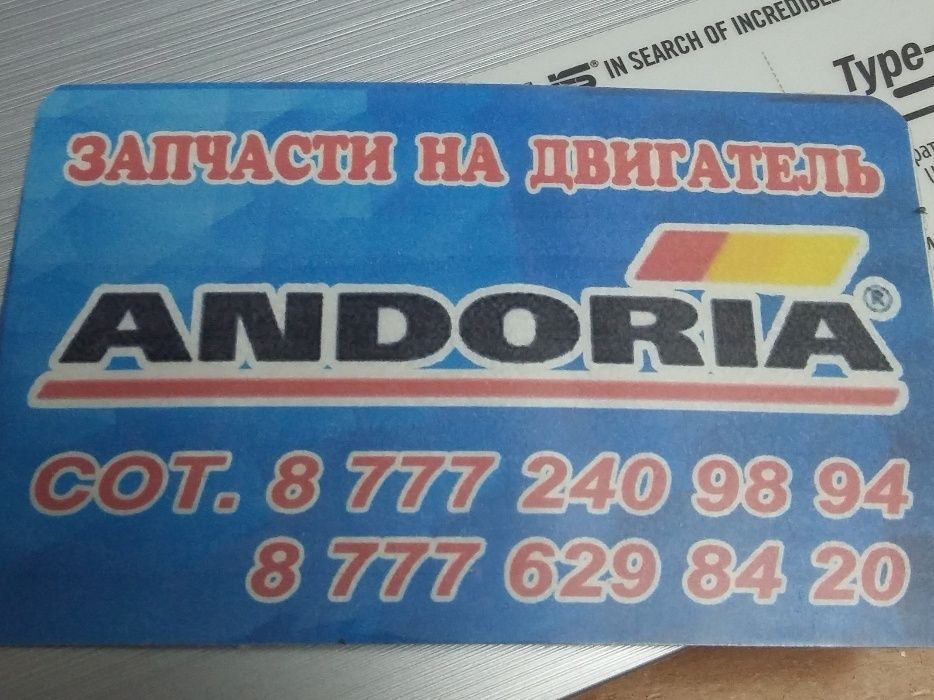 IN SEARCH OF INCREDIBLE
Type-
ЗАПЧАСТИ НА ДВИГАТЕЛЬ
ANDORIA®
СОТ. 8 777 240 98 94
8 777 629 84 20